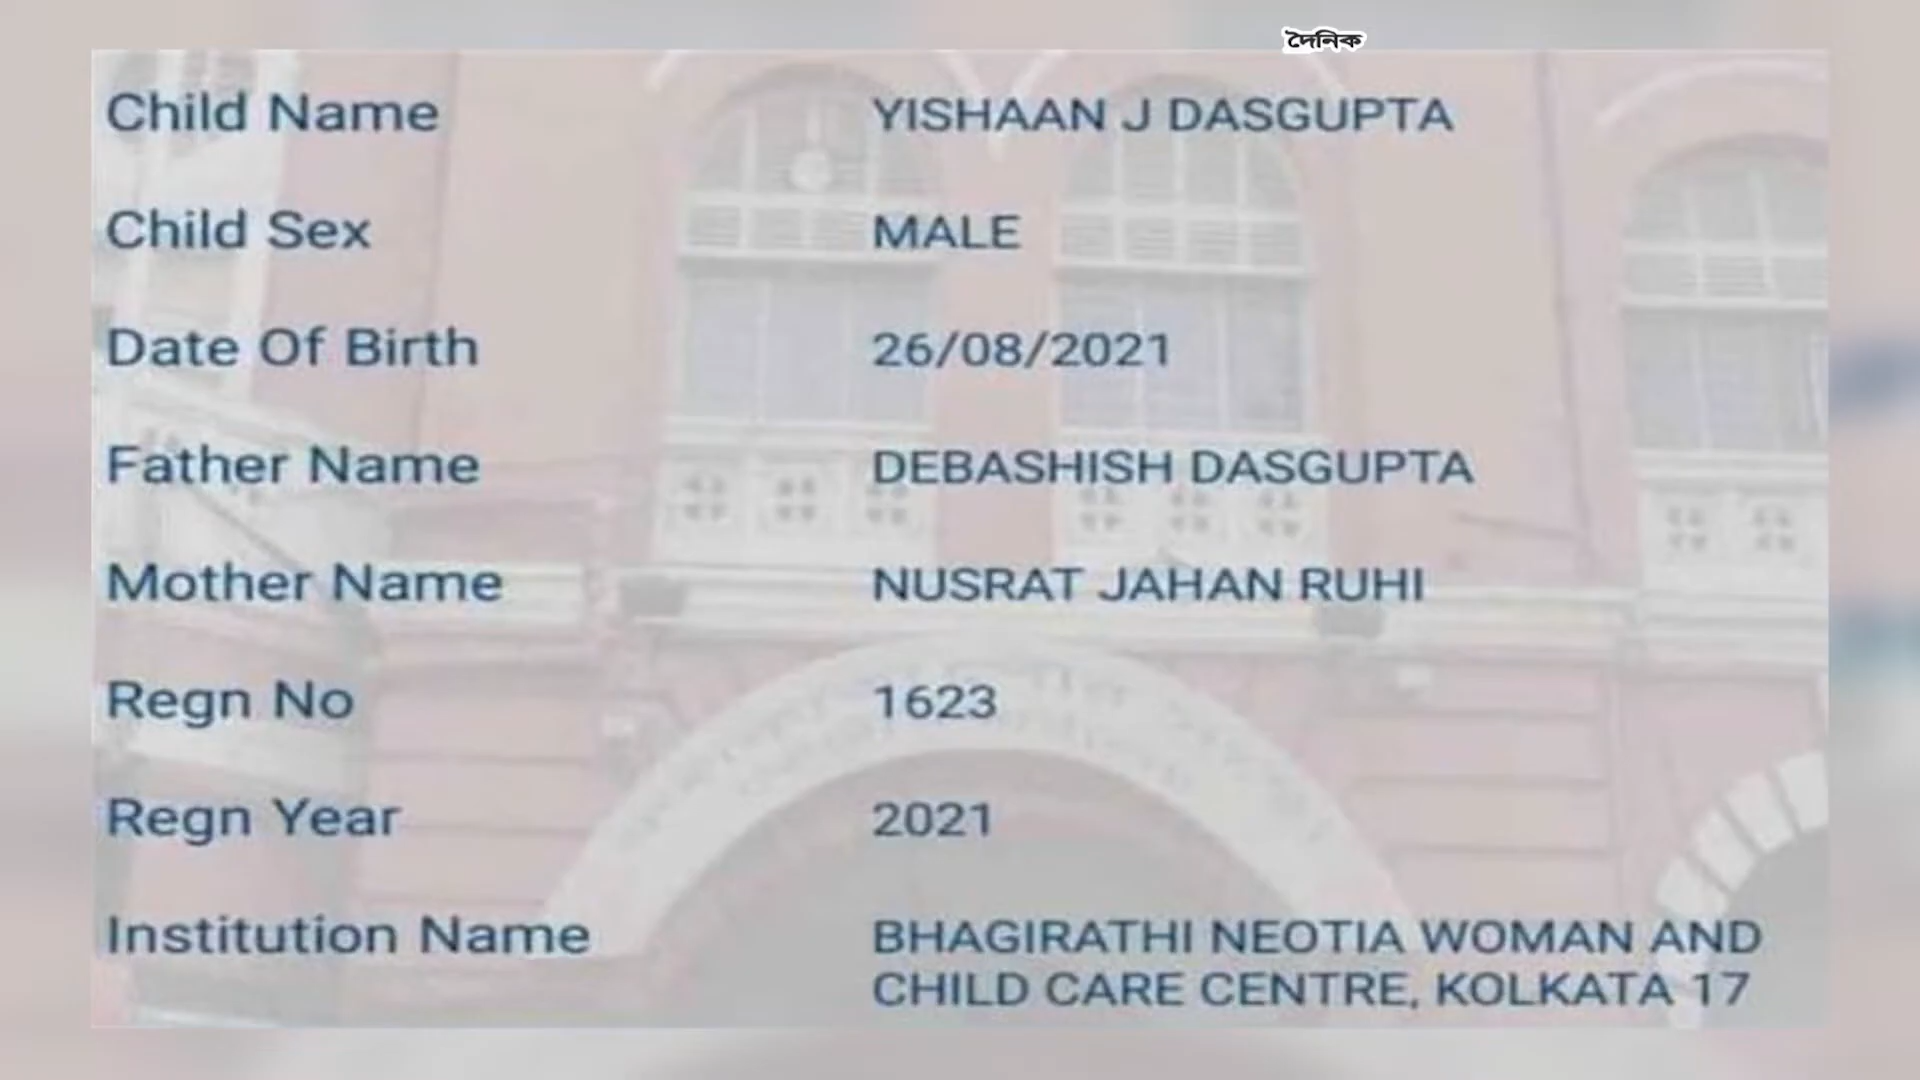 দৈনিক
Child Name YISHAAN J DASGUPTA
Child Sex MALE
Date Of Birth 26/08/2021
Father Name DEBASHISH DASGUPTA
Mother Name NUSRAT JAHAN RUHI
Regn No 1623
Regn Year 2021
Institution Name BHAGIRATHI NEOTIA WOMAN AND
CHILD CARE CENTRE, KOLKATA 17